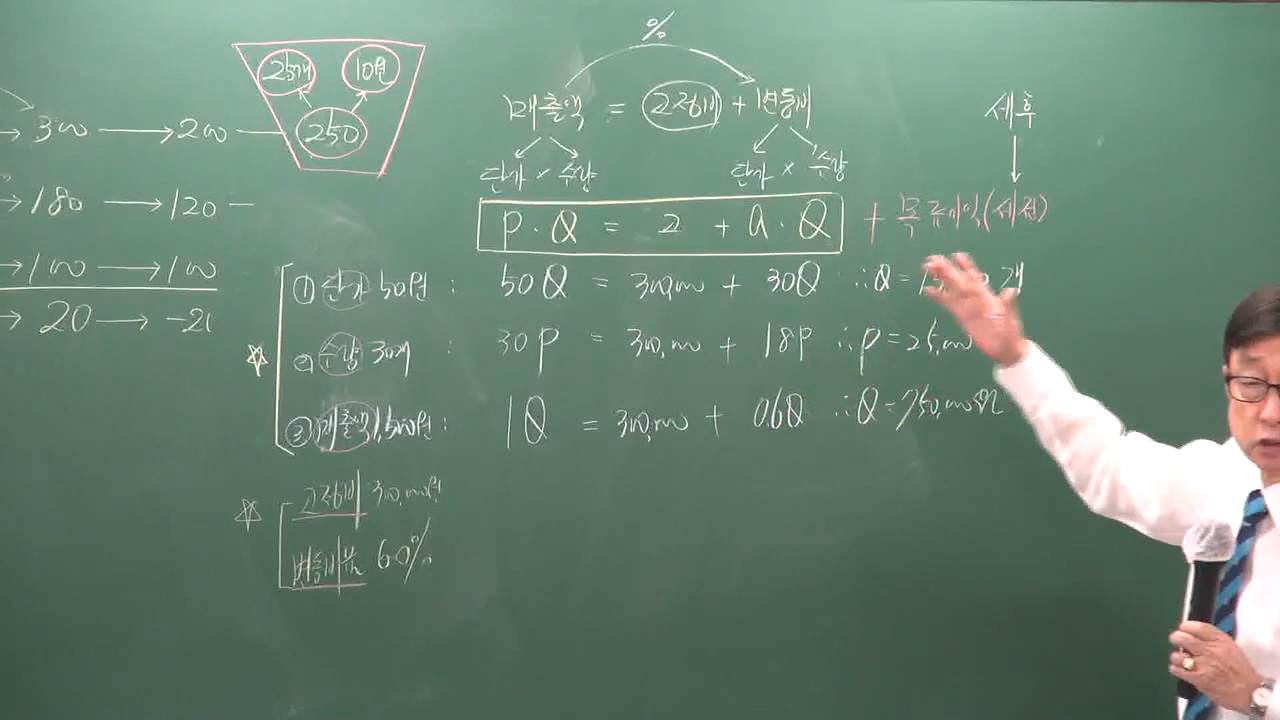 %
25개 10원
250
매출액 = 고정비 + 변동비
세후
단가 × 수량 단가 × 수량
P · Q = 고 + a · Q + 목표이익(세전)
→ 300 → 200 —
→ 180 → 120 —
→ 100 → 100
→ 20 → -20
① 단가 50원 : 50Q = 300,000 + 30Q ∴Q = 개
☆ ② 수량 30개 : 30P = 300,000 + 18P ∴P = 25,000
③ 매출액 1,500원 : 1Q = 300,000 + 0.6Q ∴Q = 750,000원
☆ 고정비 300,000원
변동비율 60%